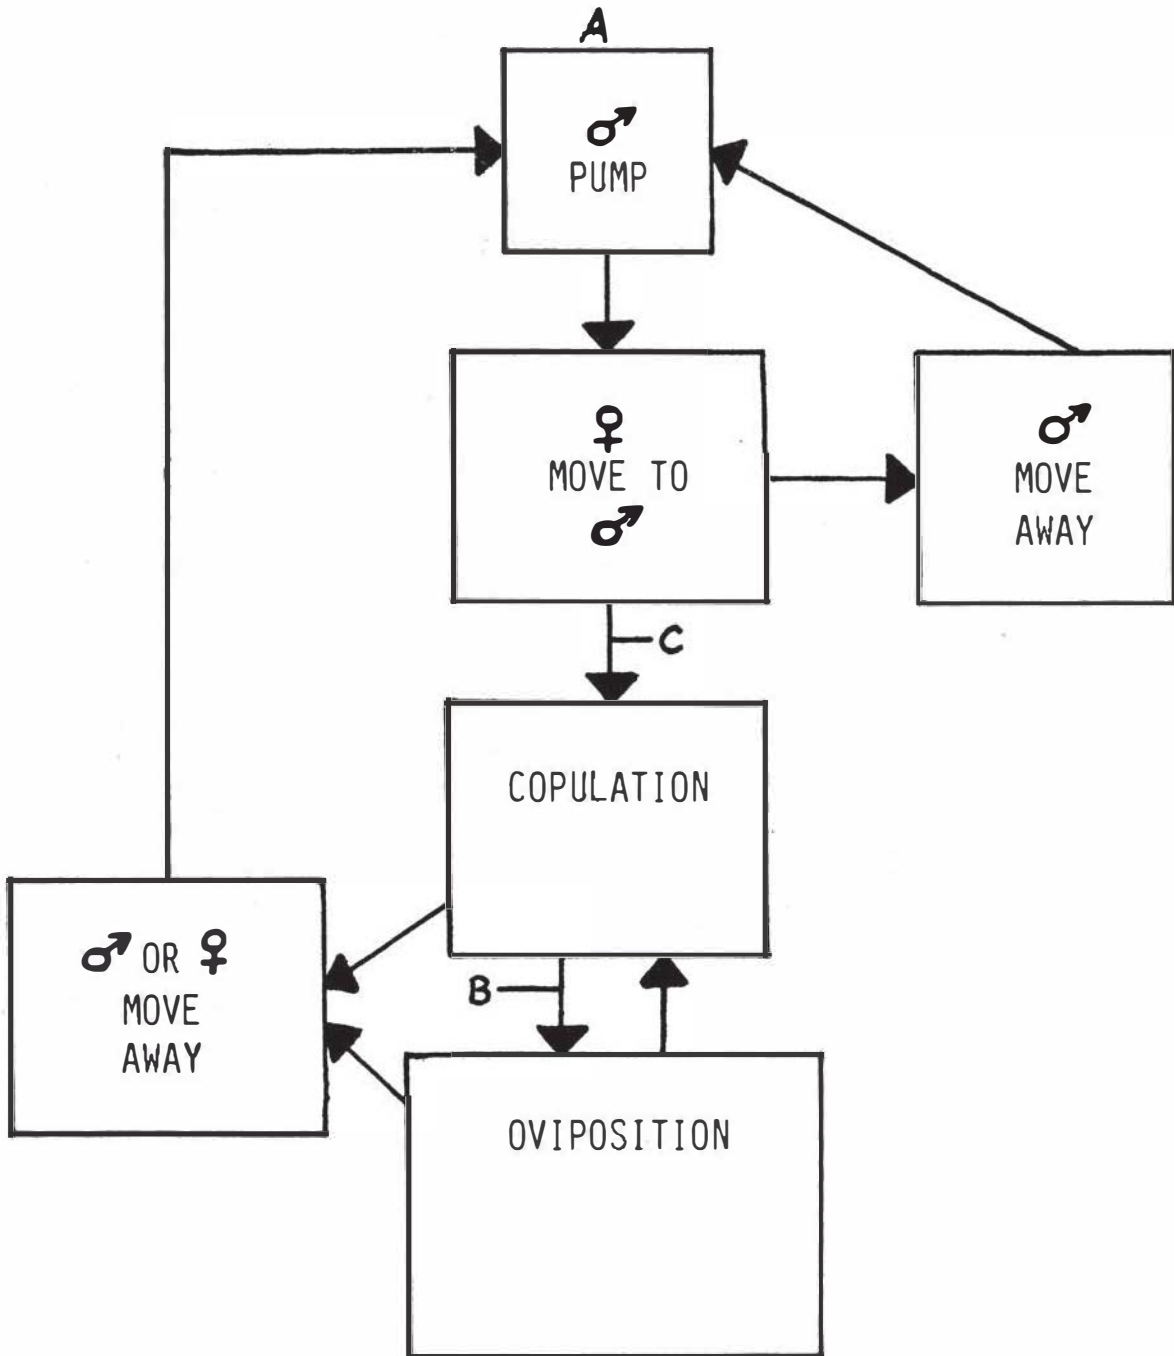 A
♂
PUMP
♀
MOVE TO
♂
♂
MOVE
AWAY
C
COPULATION
♂ OR ♀
MOVE
AWAY
B
OVIPOSITION